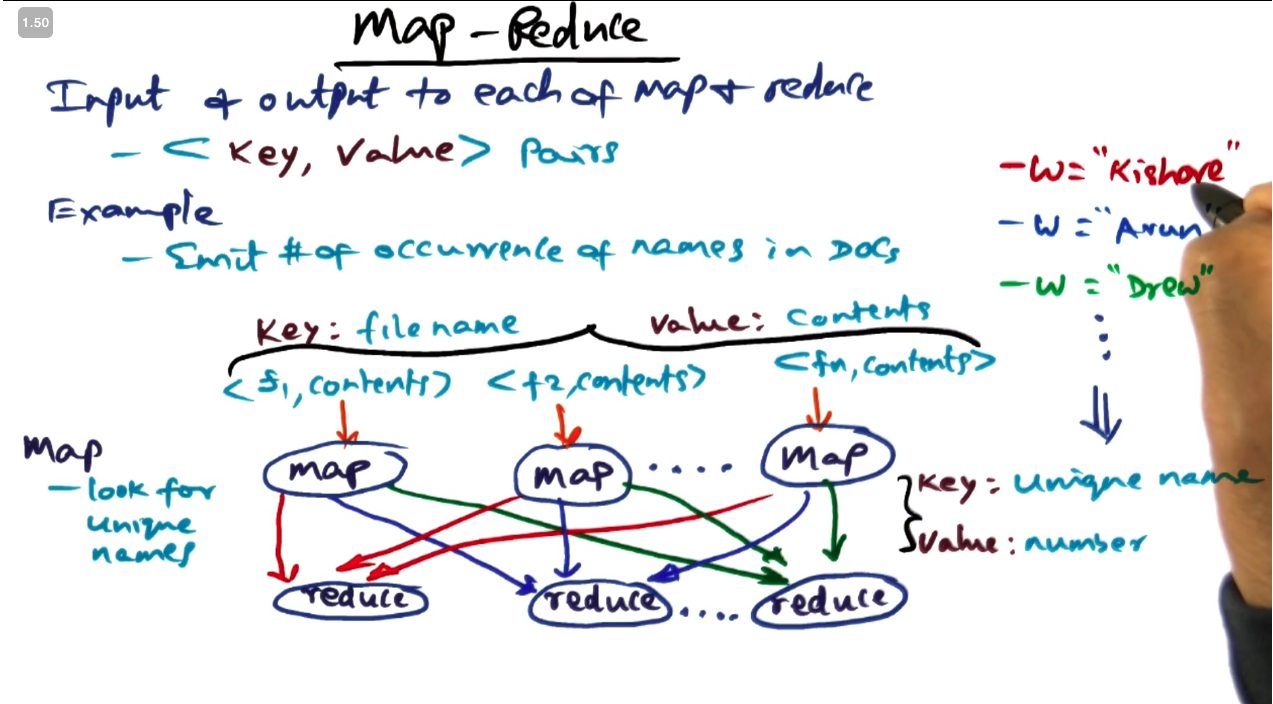 1.50
Map - Reduce
Input & output to each of map & reduce
- < Key, Value > pairs
Example
- Emit # of occurrence of names in DOCs
- W = "Kishore"
- W = "Arun"
- W = "Drew"
Key: file name Value: contents
<f1, contents> <f2, contents> <fn, contents>
Map
- look for
unique
names
map map .... map
Key: unique name
Value: number
reduce reduce .... reduce